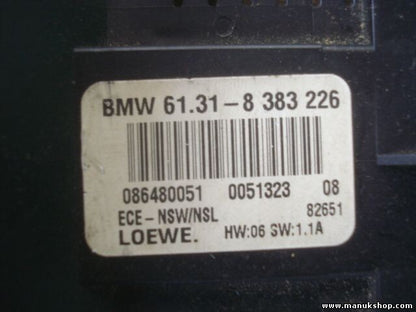 BMW 61.31-8 383 226
086480051 0051323 08
ECE-NSW/NSL 82651
LOEWE. HW:06 SW:1.1A
www.manukshop.com